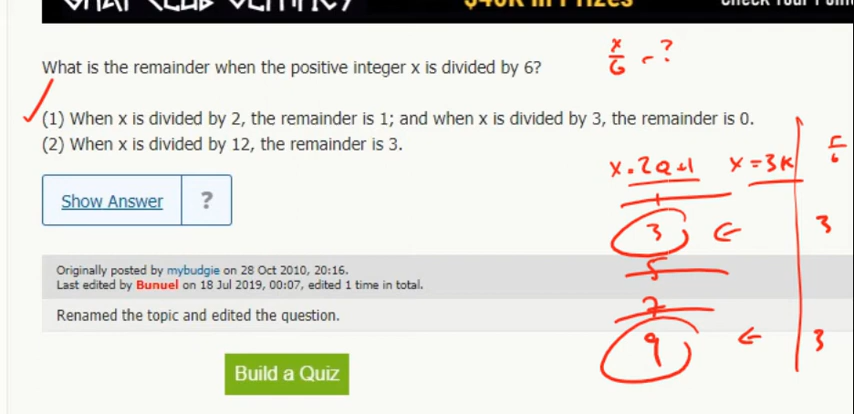 What is the remainder when the positive integer x is divided by 6?
x/6 - ?
(1) When x is divided by 2, the remainder is 1; and when x is divided by 3, the remainder is 0.
(2) When x is divided by 12, the remainder is 3.
x = 2Q+1 x = 3K r/6
1
3 3
5
7
9 3
Show Answer ?
Originally posted by mybudgie on 28 Oct 2010, 20:16.
Last edited by Bunuel on 18 Jul 2019, 00:07, edited 1 time in total.
Renamed the topic and edited the question.
Build a Quiz